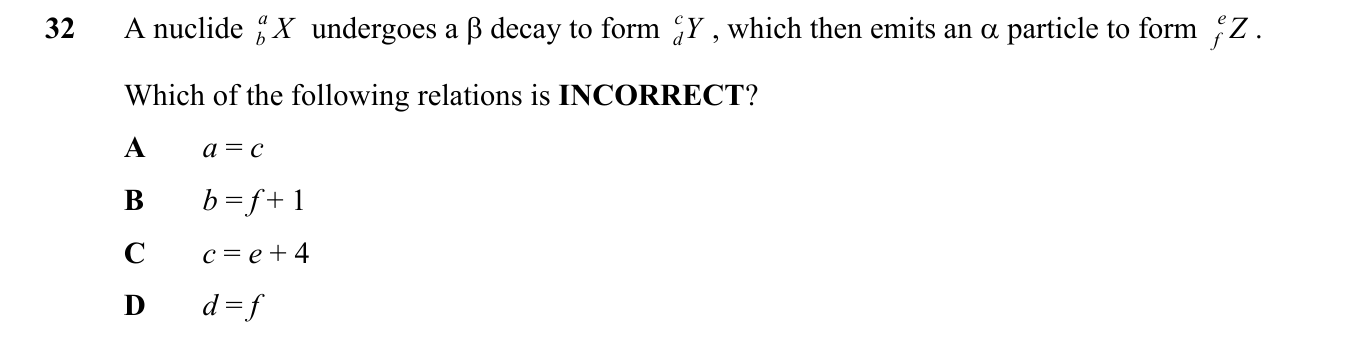 32 A nuclide ᵃ_b X undergoes a β decay to form ᶜ_d Y , which then emits an α particle to form ᵉ_f Z .
Which of the following relations is INCORRECT?
A a = c
B b = f + 1
C c = e + 4
D d = f